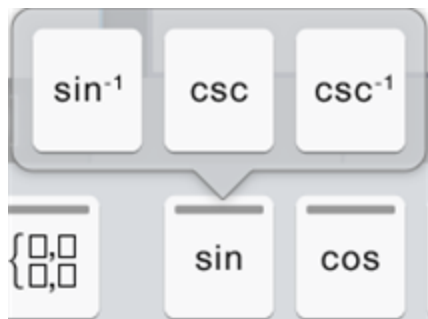 sin⁻¹ csc csc⁻¹
{▯,▯ sin cos
▯,▯